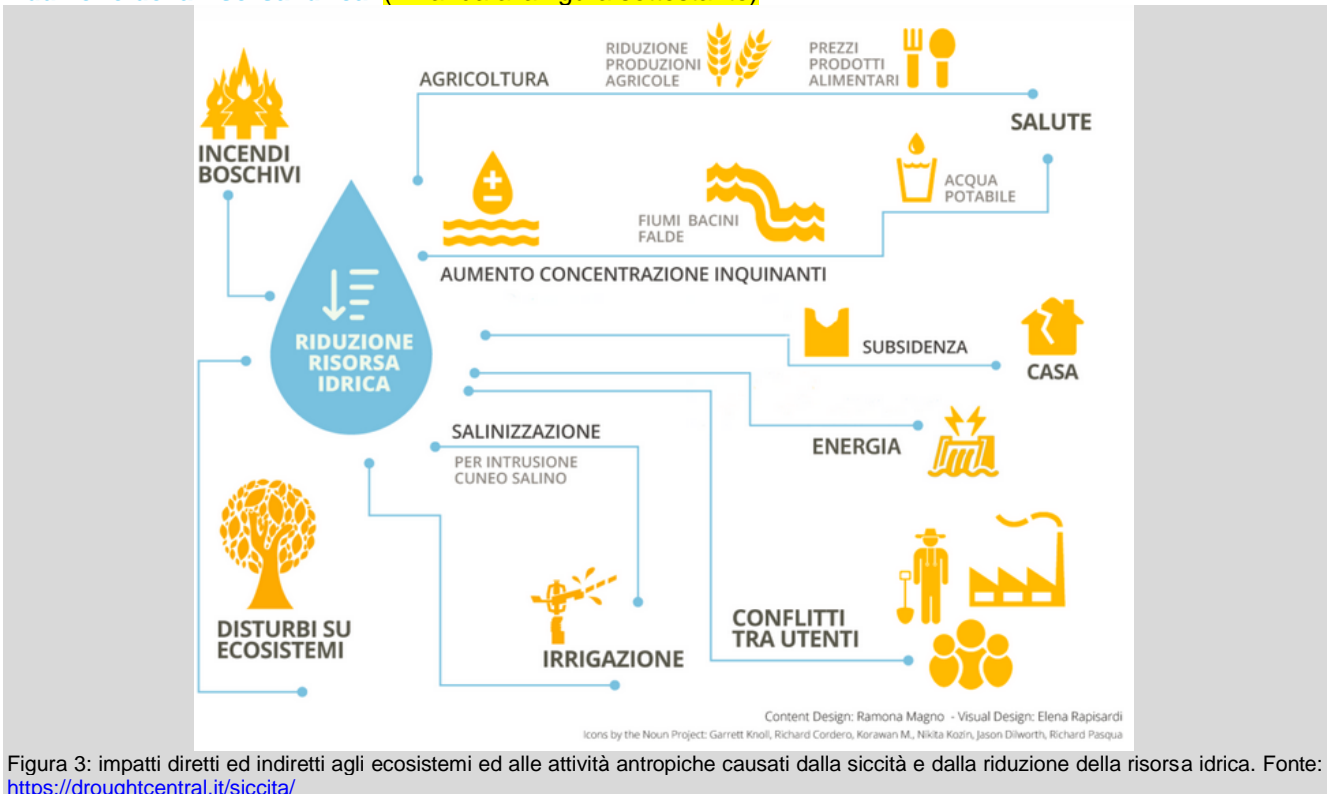 (
AGRICOLTURA
RIDUZIONE
PRODUZIONI
AGRICOLE
PREZZI
PRODOTTI
ALIMENTARI
SALUTE
INCENDI
BOSCHIVI
ACQUA
POTABILE
FIUMI BACINI
FALDE
AUMENTO CONCENTRAZIONE INQUINANTI
RIDUZIONE
RISORSA
IDRICA
SUBSIDENZA
CASA
SALINIZZAZIONE
PER INTRUSIONE
CUNEO SALINO
ENERGIA
DISTURBI SU
ECOSISTEMI
IRRIGAZIONE
CONFLITTI
TRA UTENTI
Content Design: Ramona Magno - Visual Design: Elena Rapisardi
Icons by the Noun Project: Garrett Knoll, Richard Cordero, Korawan M., Nikita Kozin, Jason Dilworth, Richard Pasqua
Figura 3: impatti diretti ed indiretti agli ecosistemi ed alle attività antropiche causati dalla siccità e dalla riduzione della risorsa idrica. Fonte:
https://droughtcentral.it/siccita/